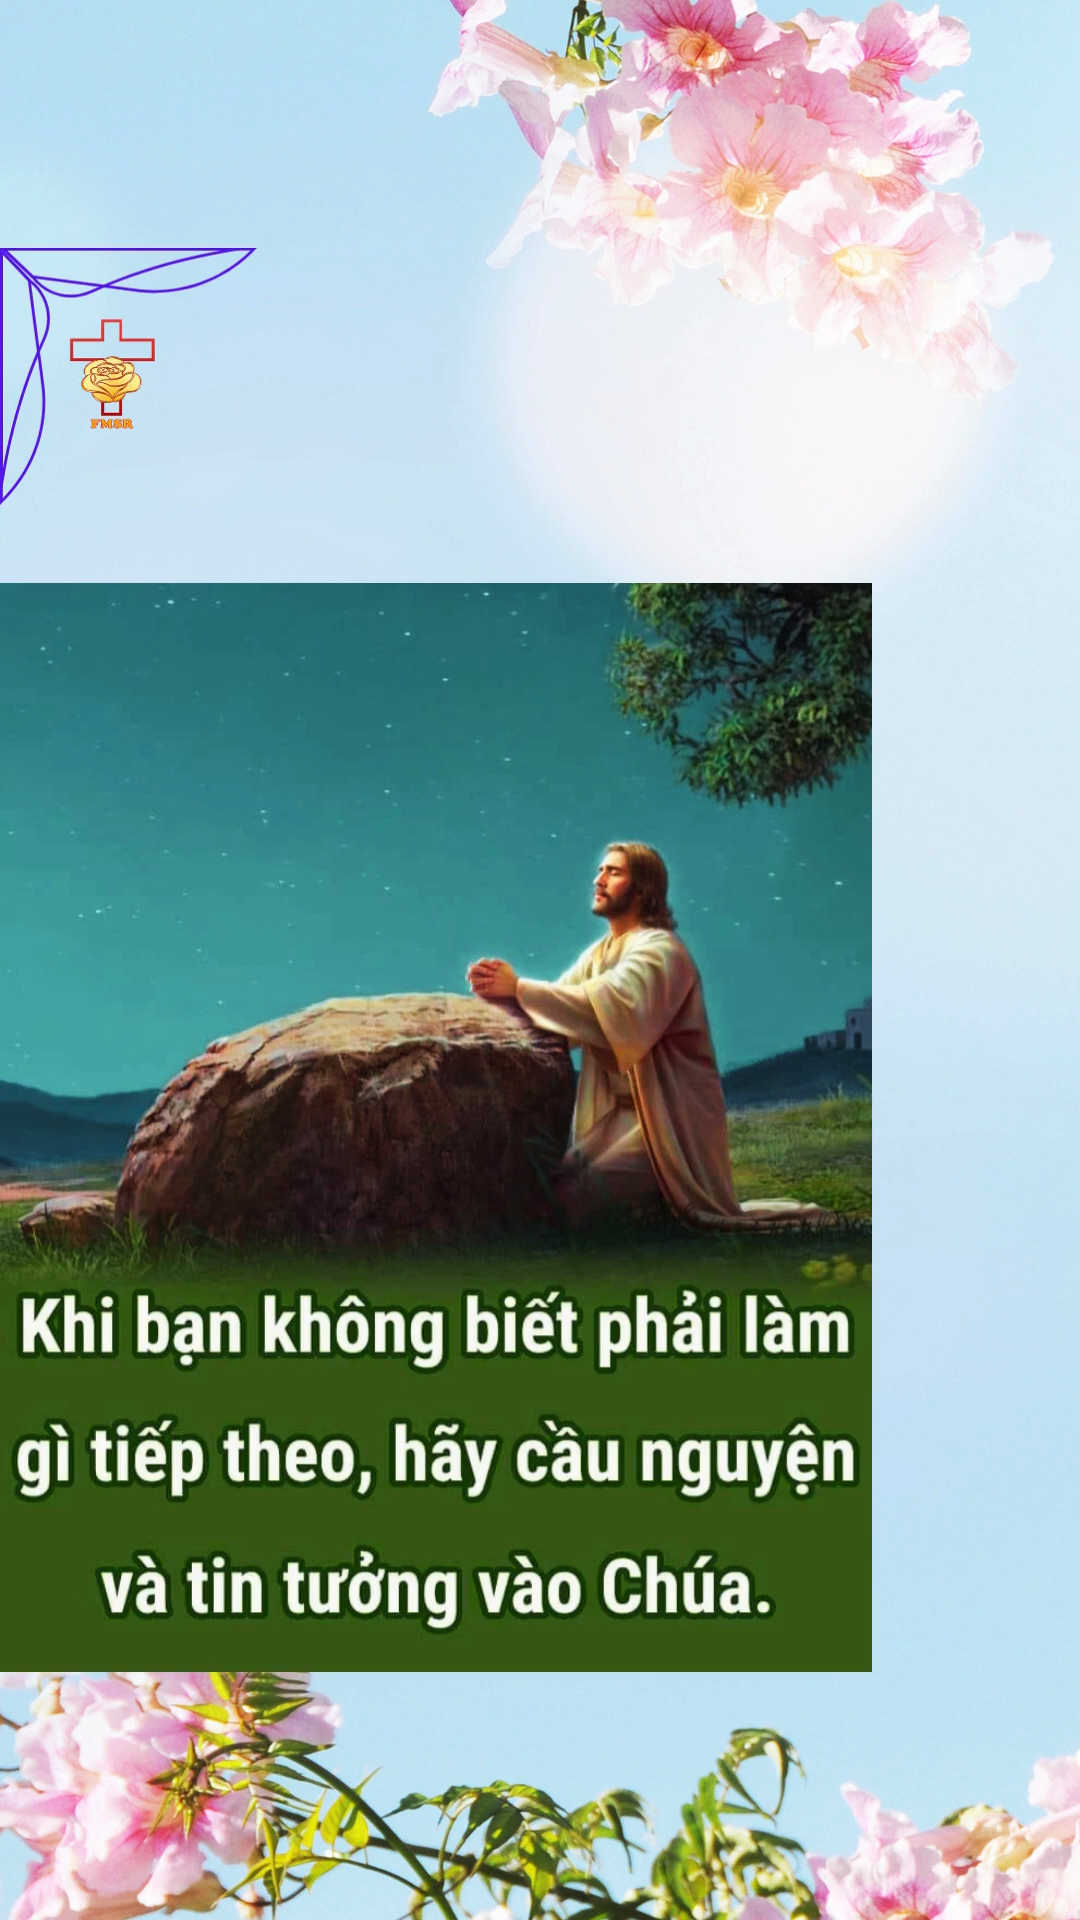 FMSR
Khi bạn không biết phải làm
gì tiếp theo, hãy cầu nguyện
và tin tưởng vào Chúa.